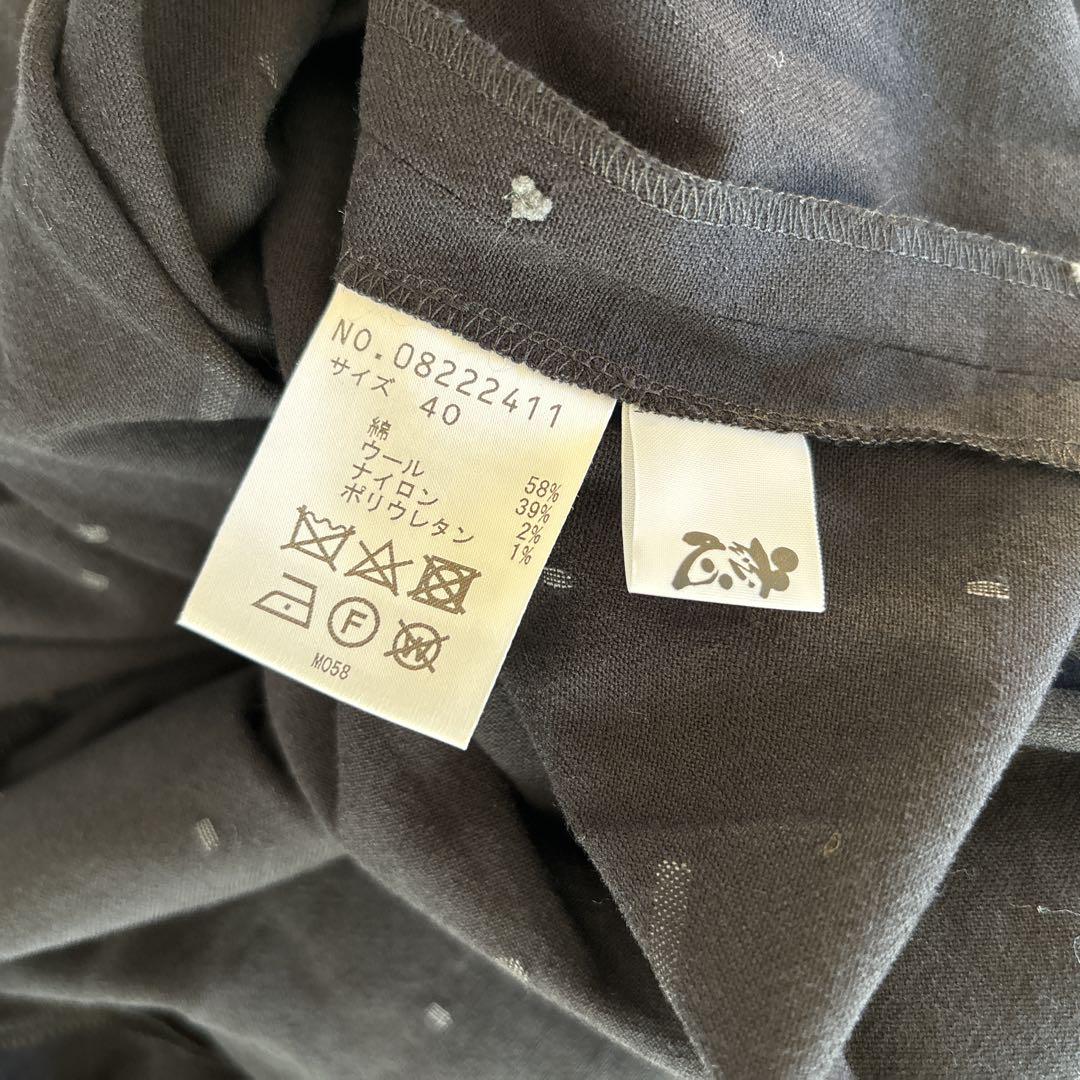 NO.08222411
サイズ 40
綿 58%
ウール 39%
ナイロン 2%
ポリウレタン 1%
F
W
M058